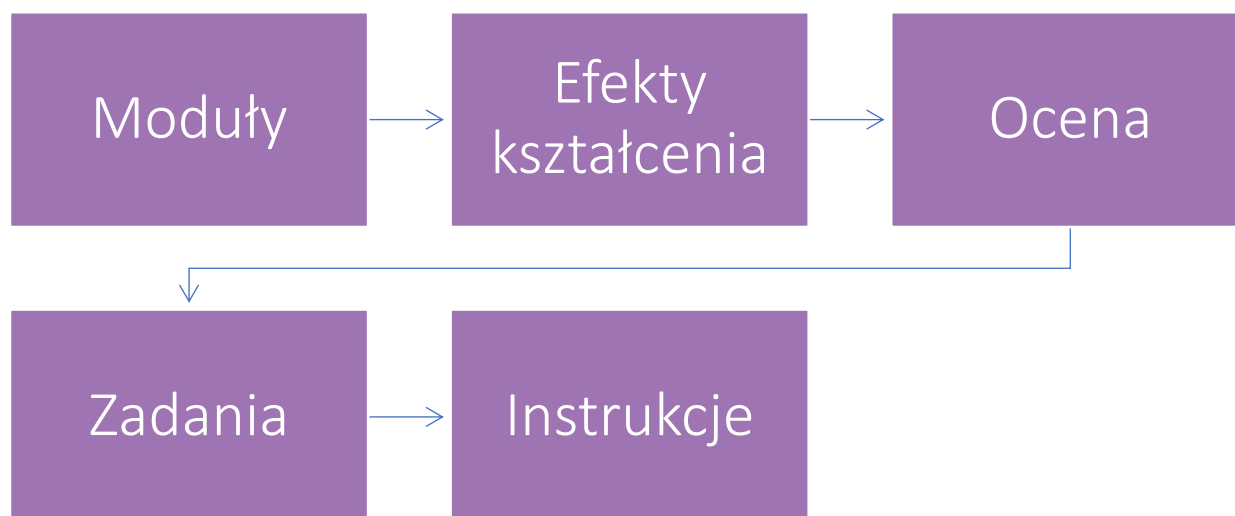 Moduły
Efekty
kształcenia
Ocena
Zadania
Instrukcje